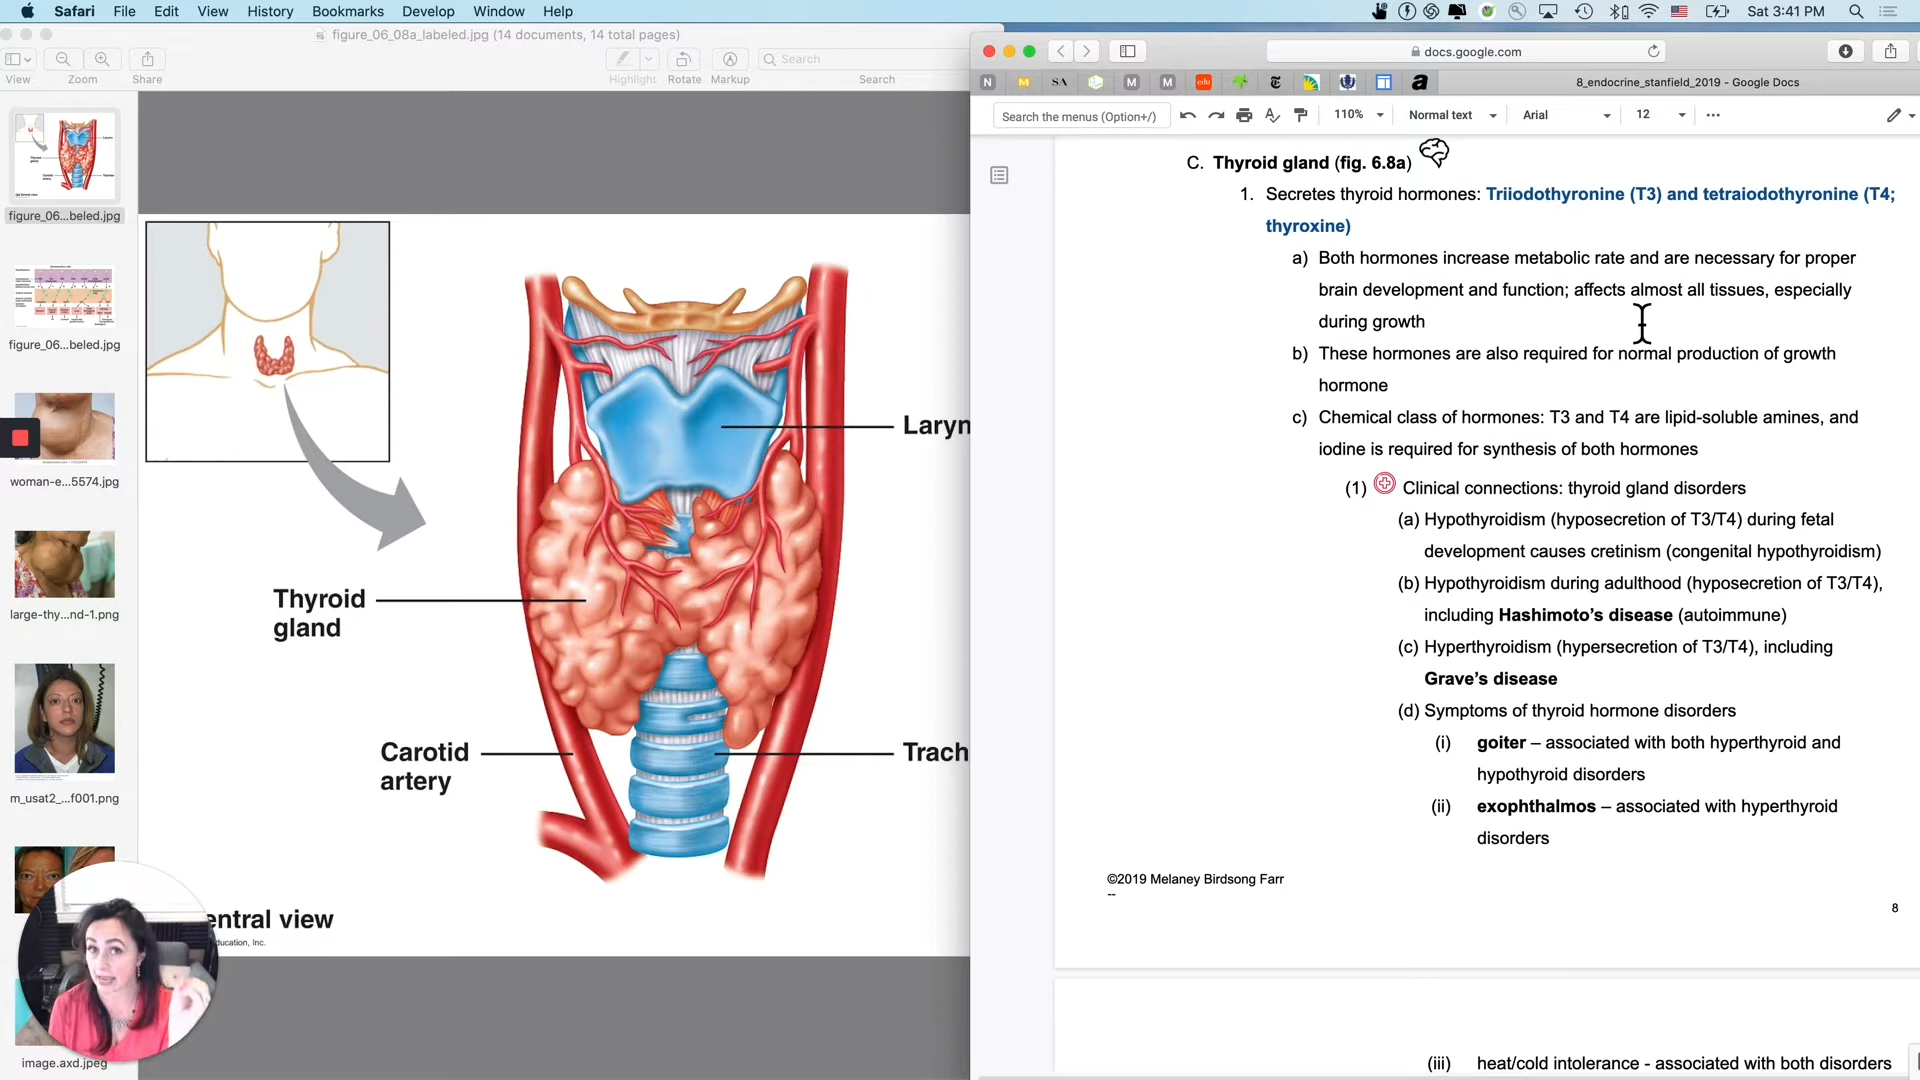 Safari File Edit View History Bookmarks Develop Window Help Sat 3:41 PM
figure_06_08a_labeled.jpg (14 documents, 14 total pages)
View Zoom Share Highlight Rotate Markup Search
Search
figure_06...beled.jpg
figure_06...beled.jpg
woman-e...5574.jpg
large-thy...nd-1.png
m_usat2_...f001.png
image.axd.jpeg
Laryn
Thyroid
gland
Carotid
artery
Trach
entral view
ducation, Inc.
docs.google.com
N M SA M M edu a 8_endocrine_stanfield_2019 - Google Docs
Search the menus (Option+/) 110% Normal text Arial 12
C. Thyroid gland (fig. 6.8a)
1. Secretes thyroid hormones: Triiodothyronine (T3) and tetraiodothyronine (T4;
thyroxine)
a) Both hormones increase metabolic rate and are necessary for proper
brain development and function; affects almost all tissues, especially
during growth
b) These hormones are also required for normal production of growth
hormone
c) Chemical class of hormones: T3 and T4 are lipid-soluble amines, and
iodine is required for synthesis of both hormones
(1) Clinical connections: thyroid gland disorders
(a) Hypothyroidism (hyposecretion of T3/T4) during fetal
development causes cretinism (congenital hypothyroidism)
(b) Hypothyroidism during adulthood (hyposecretion of T3/T4),
including Hashimoto’s disease (autoimmune)
(c) Hyperthyroidism (hypersecretion of T3/T4), including
Grave’s disease
(d) Symptoms of thyroid hormone disorders
(i) goiter – associated with both hyperthyroid and
hypothyroid disorders
(ii) exophthalmos – associated with hyperthyroid
disorders
©2019 Melaney Birdsong Farr
--
8
(iii) heat/cold intolerance - associated with both disorders